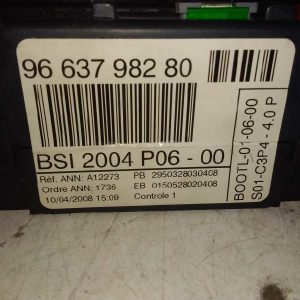 96 637 982 80
BSI 2004 P06 - 00
Réf. ANN: A12273 PB 2950328030408
Ordre ANN: 1736 EB 0150528020408
10/04/2008 15:09 Controle 1
BOOTL-01-06-00
S01-C3P4 - 4.0 P